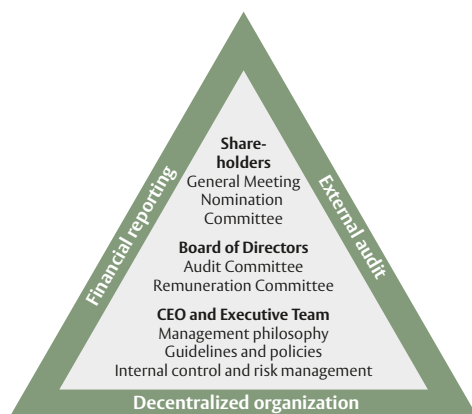 Financial reporting
External audit
Share-
holders
General Meeting
Nomination
Committee
Board of Directors
Audit Committee
Remuneration Committee
CEO and Executive Team
Management philosophy
Guidelines and policies
Internal control and risk management
Decentralized organization